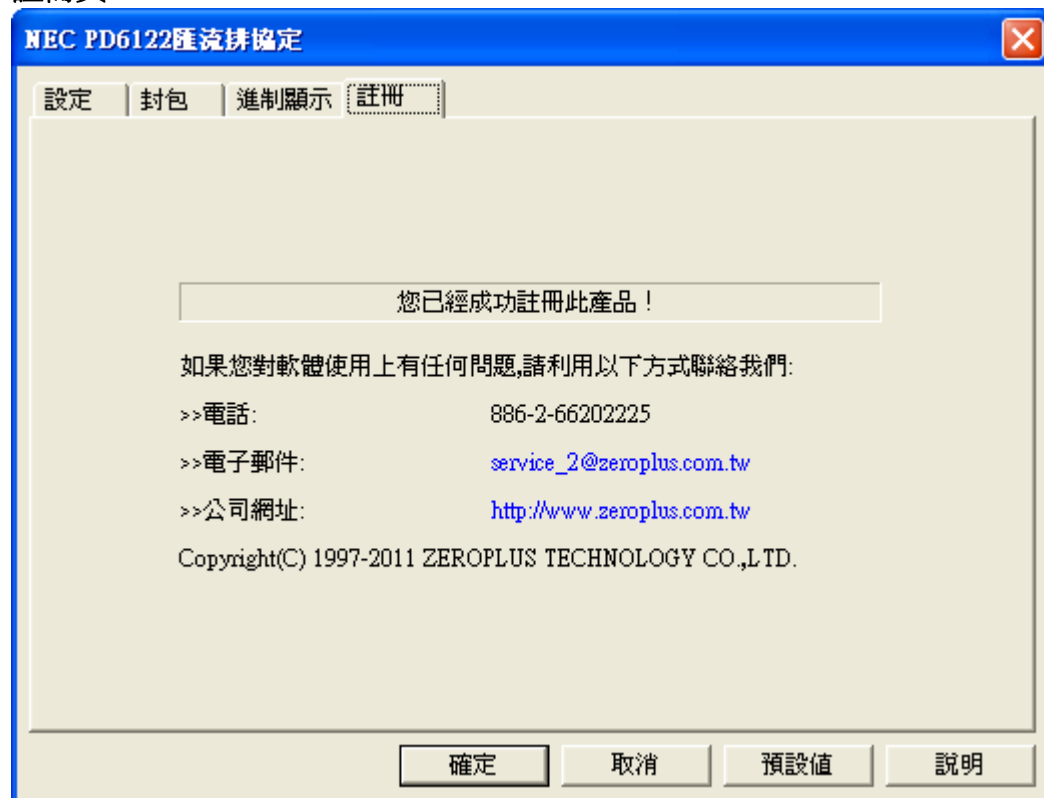 NEC PD6122匯流排協定
設定 封包 進制顯示 註冊
您已經成功註冊此產品！
如果您對軟體使用上有任何問題,請利用以下方式聯絡我們:
>>電話: 886-2-66202225
>>電子郵件: service_2@zeroplus.com.tw
>>公司網址: http://www.zeroplus.com.tw
Copyright(C) 1997-2011 ZEROPLUS TECHNOLOGY CO.,LTD.
確定 取消 預設值 說明